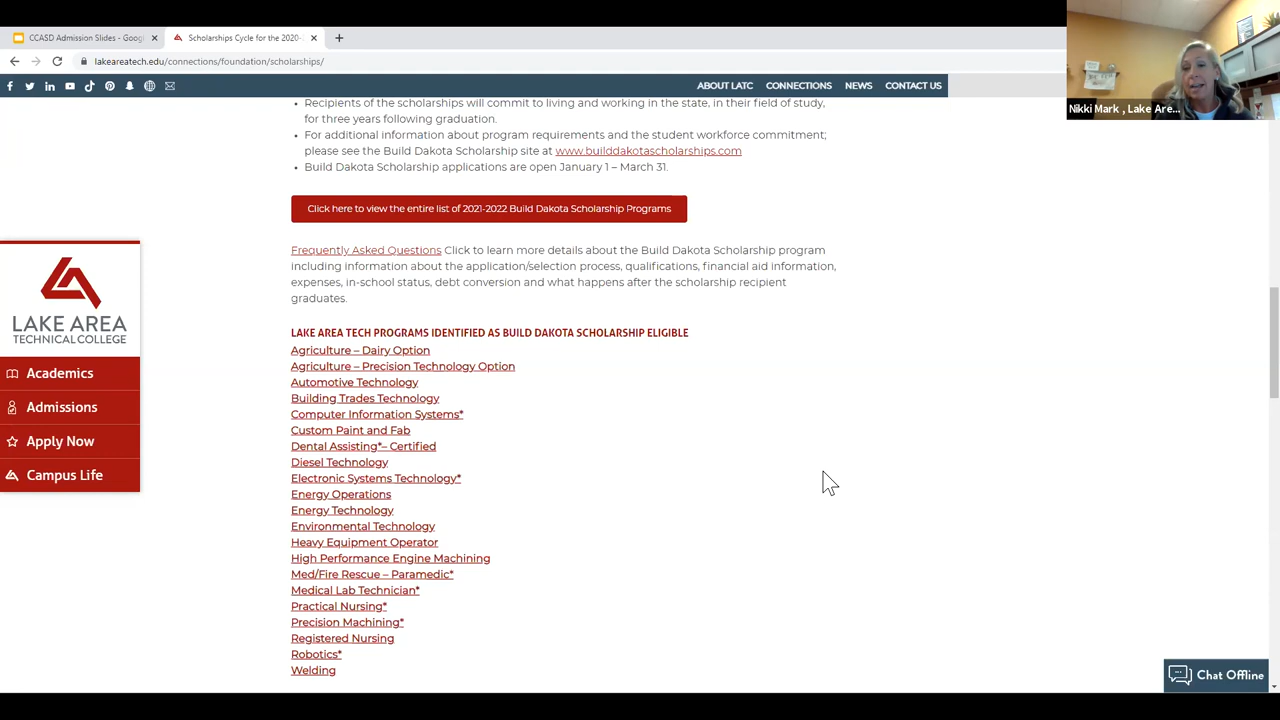 CCASD Admission Slides - Goog
Scholarships Cycle for the 2020-
lakeareatech.edu/connections/foundation/scholarships/
Nikki Mark , Lake Are...
ABOUT LATC CONNECTIONS NEWS CONTACT US
Recipients of the scholarships will commit to living and working in the state, in their field of study,
for three years following graduation.
For additional information about program requirements and the student workforce commitment;
please see the Build Dakota Scholarship site at www.builddakotascholarships.com
Build Dakota Scholarship applications are open January 1 – March 31.
Click here to view the entire list of 2021-2022 Build Dakota Scholarship Programs
Frequently Asked Questions Click to learn more details about the Build Dakota Scholarship program
including information about the application/selection process, qualifications, financial aid information,
expenses, in-school status, debt conversion and what happens after the scholarship recipient
graduates.
LAKE AREA TECH PROGRAMS IDENTIFIED AS BUILD DAKOTA SCHOLARSHIP ELIGIBLE
Agriculture – Dairy Option
Agriculture – Precision Technology Option
Automotive Technology
Building Trades Technology
Computer Information Systems*
Custom Paint and Fab
Dental Assisting*– Certified
Diesel Technology
Electronic Systems Technology*
Energy Operations
Energy Technology
Environmental Technology
Heavy Equipment Operator
High Performance Engine Machining
Med/Fire Rescue – Paramedic*
Medical Lab Technician*
Practical Nursing*
Precision Machining*
Registered Nursing
Robotics*
Welding
LAKE AREA
TECHNICAL COLLEGE
Academics
Admissions
Apply Now
Campus Life
Chat Offline